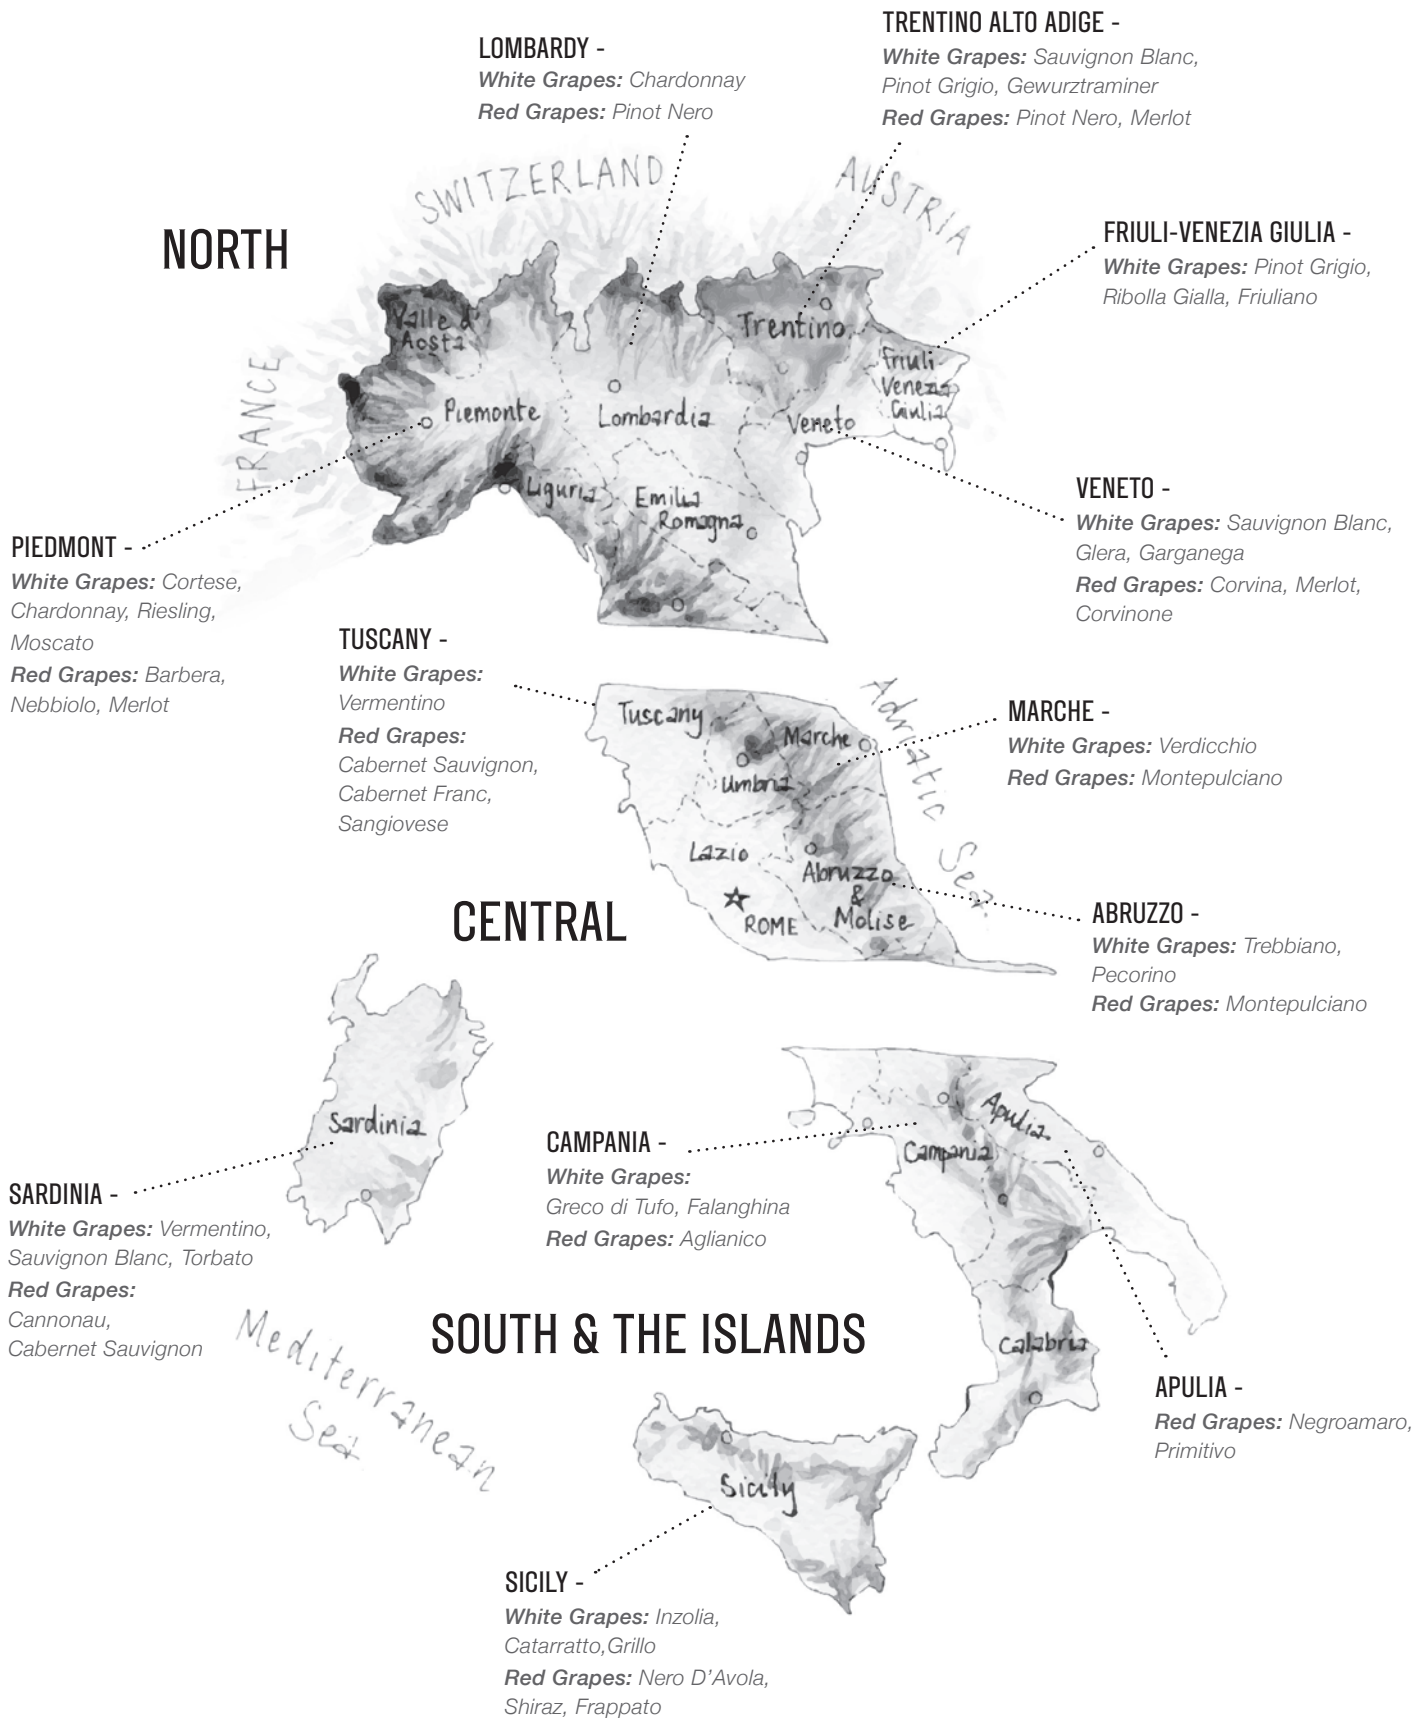 LOMBARDY -
White Grapes: Chardonnay
Red Grapes: Pinot Nero
TRENTINO ALTO ADIGE -
White Grapes: Sauvignon Blanc,
Pinot Grigio, Gewurztraminer
Red Grapes: Pinot Nero, Merlot
SWITZERLAND
AUSTRIA
NORTH
FRIULI-VENEZIA GIULIA -
White Grapes: Pinot Grigio,
Ribolla Gialla, Friuliano
Valle d'
Aosta
Trentino
Friuli
Venezia
Giulia
FRANCE
Piemonte
Lombardia
Veneto
Liguria
Emilia
Romagna
VENETO -
White Grapes: Sauvignon Blanc,
Glera, Garganega
Red Grapes: Corvina, Merlot,
Corvinone
PIEDMONT -
White Grapes: Cortese,
Chardonnay, Riesling,
Moscato
Red Grapes: Barbera,
Nebbiolo, Merlot
TUSCANY -
White Grapes:
Vermentino
Red Grapes:
Cabernet Sauvignon,
Cabernet Franc,
Sangiovese
Tuscany
Marche
Umbria
Adriatic Sea
MARCHE -
White Grapes: Verdicchio
Red Grapes: Montepulciano
Lazio
Abruzzo
&
Molise
ROME
CENTRAL
ABRUZZO -
White Grapes: Trebbiano,
Pecorino
Red Grapes: Montepulciano
Sardinia
Apulia
Campania
CAMPANIA -
White Grapes:
Greco di Tufo, Falanghina
Red Grapes: Aglianico
SARDINIA -
White Grapes: Vermentino,
Sauvignon Blanc, Torbato
Red Grapes:
Cannonau,
Cabernet Sauvignon
Mediterranean
Sea
SOUTH & THE ISLANDS
Calabria
APULIA -
Red Grapes: Negroamaro,
Primitivo
Sicily
SICILY -
White Grapes: Inzolia,
Catarratto,Grillo
Red Grapes: Nero D'Avola,
Shiraz, Frappato